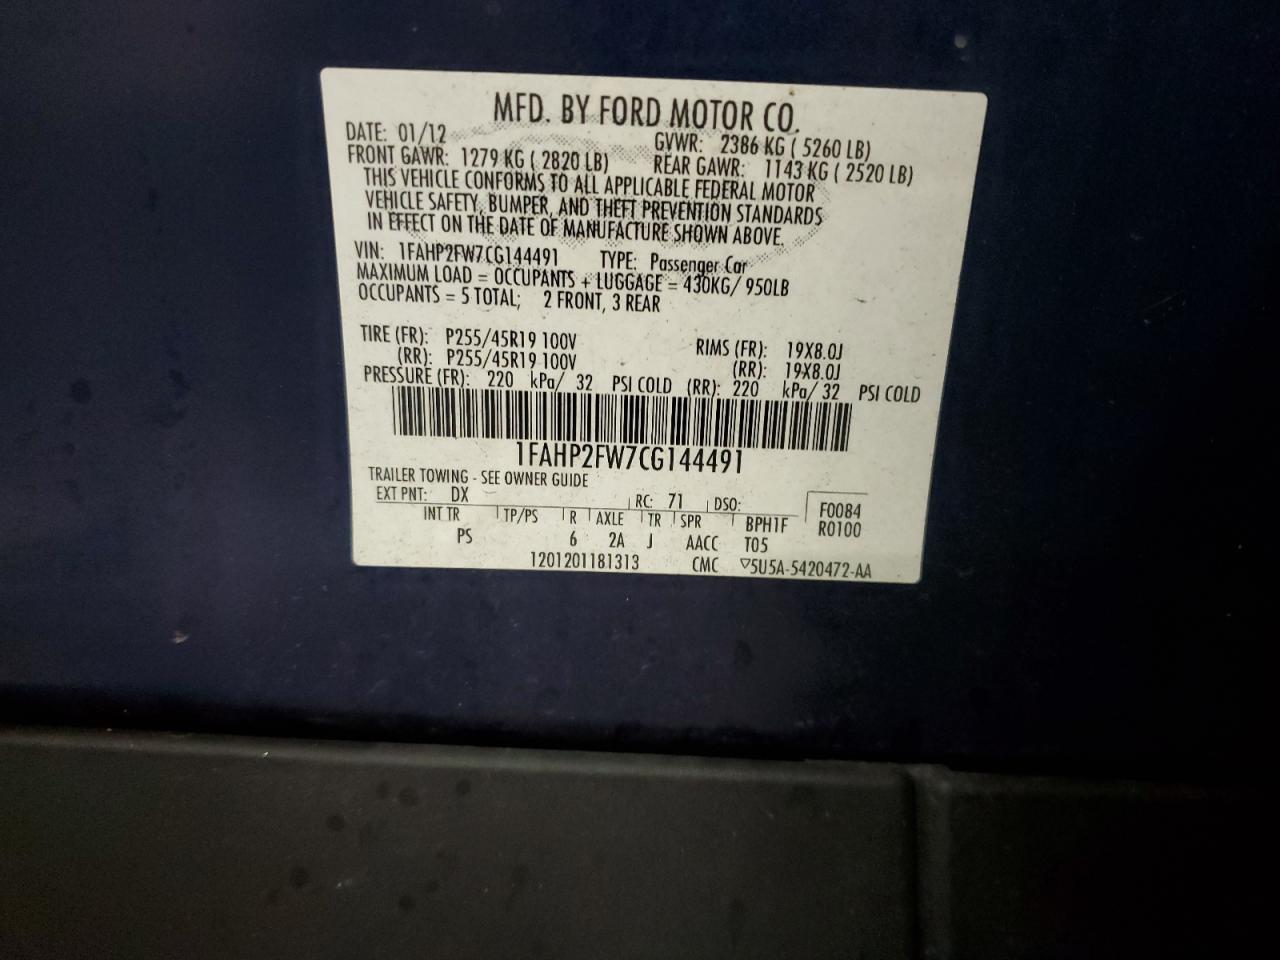 MFD. BY FORD MOTOR CO.
DATE: 01/12 GVWR: 2386 KG ( 5260 LB)
FRONT GAWR: 1279 KG ( 2820 LB) REAR GAWR: 1143 KG ( 2520 LB)
THIS VEHICLE CONFORMS TO ALL APPLICABLE FEDERAL MOTOR
VEHICLE SAFETY, BUMPER, AND THEFT PREVENTION STANDARDS
IN EFFECT ON THE DATE OF MANUFACTURE SHOWN ABOVE.
VIN: 1FAHP2FW7CG144491 TYPE: Passenger Car
MAXIMUM LOAD = OCCUPANTS + LUGGAGE = 430KG/ 950LB
OCCUPANTS = 5 TOTAL; 2 FRONT, 3 REAR
TIRE (FR): P255/45R19 100V RIMS (FR): 19X8.0J
(RR): P255/45R19 100V (RR): 19X8.0J
PRESSURE (FR): 220 kPa/ 32 PSI COLD (RR): 220 kPa/ 32 PSI COLD
1FAHP2FW7CG144491
TRAILER TOWING - SEE OWNER GUIDE
EXT PNT: DX RC: 71 DSO: F0084
INT TR TP/PS R AXLE TR SPR BPH1F R0100
PS 6 2A J AACC T05
1201201181313 CMC ▽5U5A-5420472-AA